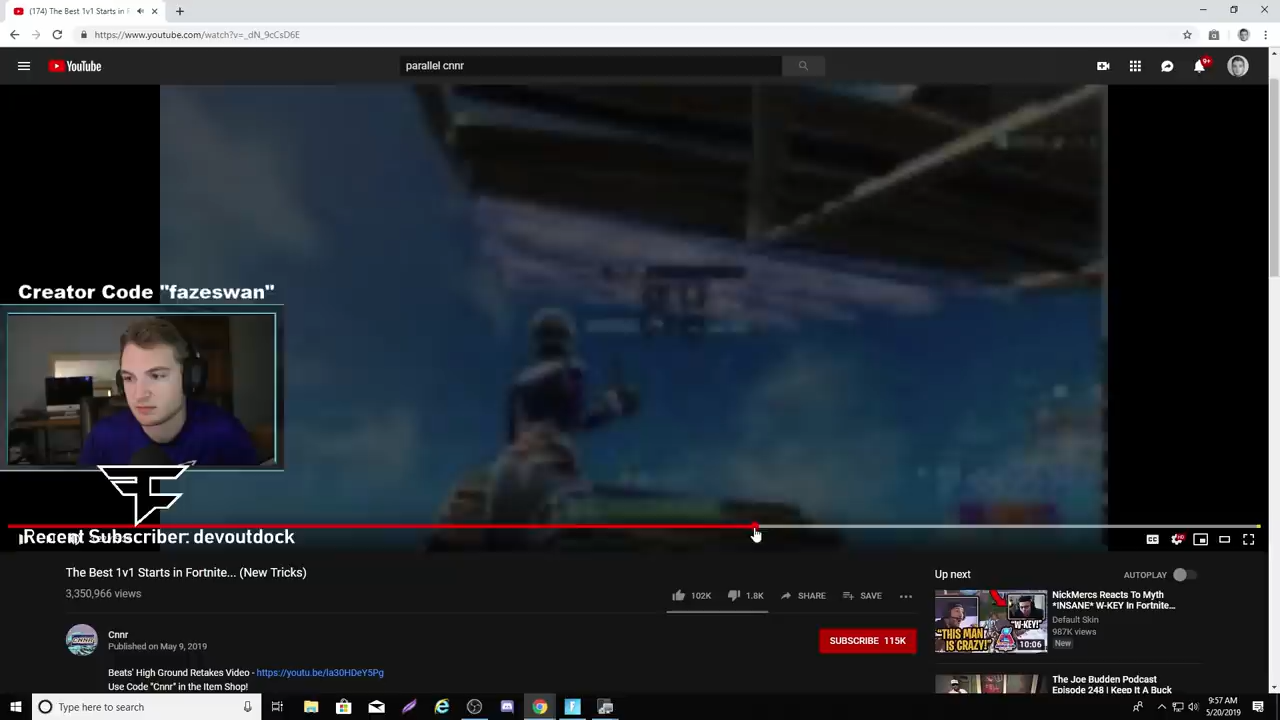 (174) The Best 1v1 Starts in F
https://www.youtube.com/watch?v=_dN_9cCsD6E
YouTube
parallel cnnr
9+
Creator Code "fazeswan"
Recent Subscriber: devoutdock
The Best 1v1 Starts in Fortnite... (New Tricks)
3,350,966 views
102K
1.8K
SHARE
SAVE
Cnnr
Published on May 9, 2019
SUBSCRIBE 115K
Beats' High Ground Retakes Video - https://youtu.be/la30HDeY5Pg
Use Code "Cnnr" in the Item Shop!
Up next
AUTOPLAY
"THIS MAN IS CRAZY!"
"W-KEY!"
10:06
NickMercs Reacts To Myth
*INSANE* W-KEY In Fortnite...
Default Skin
987K views
New
The Joe Budden Podcast
Episode 248 | Keep It A Buck
Type here to search
9:57 AM
5/20/2019